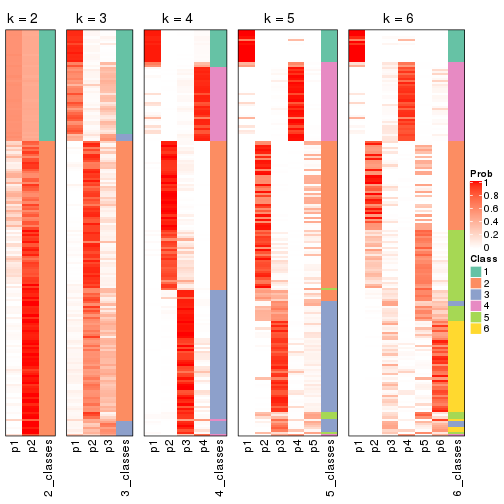 k = 2
k = 3
k = 4
k = 5
k = 6
p1
p2
2_classes
p1
p2
p3
3_classes
p1
p2
p3
p4
4_classes
p1
p2
p3
p4
p5
5_classes
p1
p2
p3
p4
p5
p6
6_classes
Prob
1
0.8
0.6
0.4
0.2
0
Class
1
2
3
4
5
6